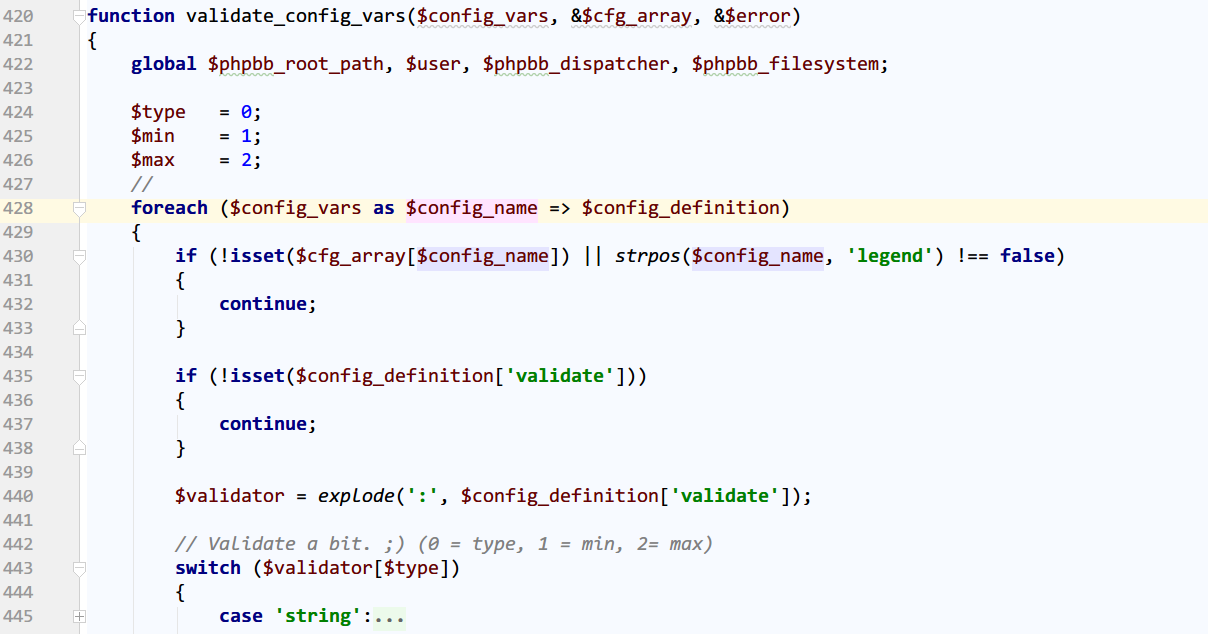 420 function validate_config_vars($config_vars, &$cfg_array, &$error)
421 {
422 global $phpbb_root_path, $user, $phpbb_dispatcher, $phpbb_filesystem;
423
424 $type = 0;
425 $min = 1;
426 $max = 2;
427 //
428 foreach ($config_vars as $config_name => $config_definition)
429 {
430 if (!isset($cfg_array[$config_name]) || strpos($config_name, 'legend') !== false)
431 {
432 continue;
433 }
434
435 if (!isset($config_definition['validate']))
436 {
437 continue;
438 }
439
440 $validator = explode(':', $config_definition['validate']);
441
442 // Validate a bit. ;) (0 = type, 1 = min, 2= max)
443 switch ($validator[$type])
444 {
445 case 'string':...